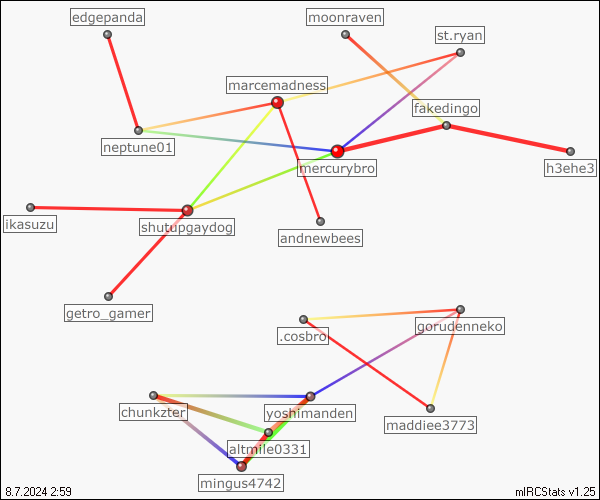 edgepanda
moonraven
st.ryan
marcemadness
fakedingo
neptune01
mercurybro
h3ehe3
ikasuzu
shutupgaydog
andnewbees
getro_gamer
.cosbro
gorudenneko
chunkzter
yoshimanden
maddiee3773
altmile0331
mingus4742
8.7.2024 2:59
mIRCStats v1.25